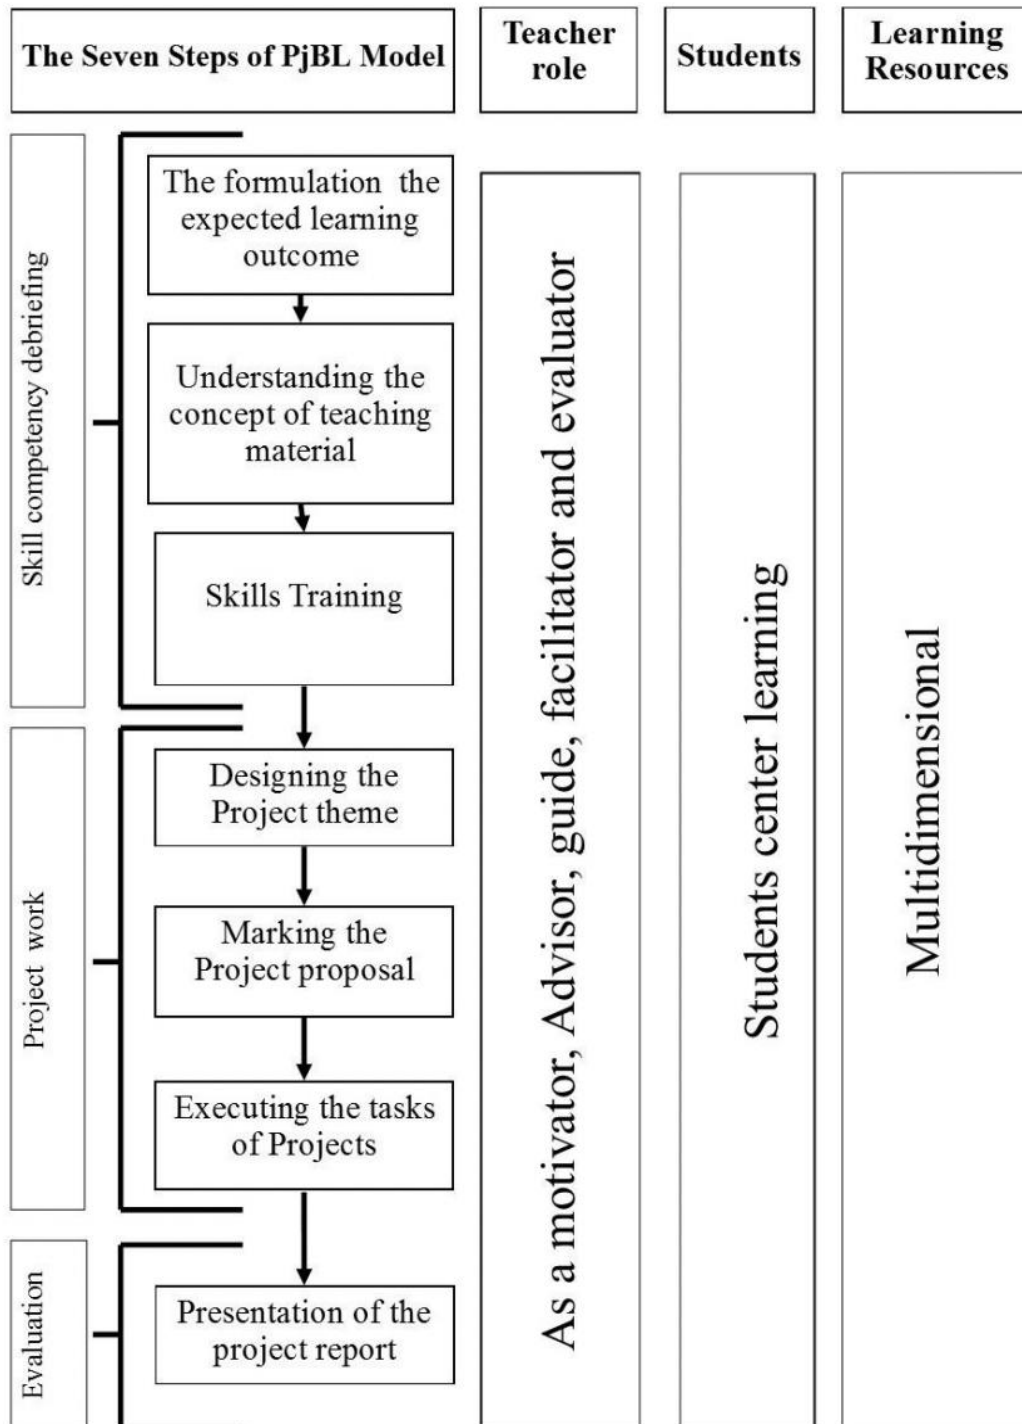 The Seven Steps of PjBL Model
Teacher
role
Students
Learning
Resources
Skill competency debriefing
The formulation the
expected learning
outcome
Understanding the
concept of teaching
material
Skills Training
Project work
Designing the
Project theme
Marking the
Project proposal
Executing the tasks
of Projects
Evaluation
Presentation of the
project report
As a motivator, Advisor, guide, facilitator and evaluator
Students center learning
Multidimensional